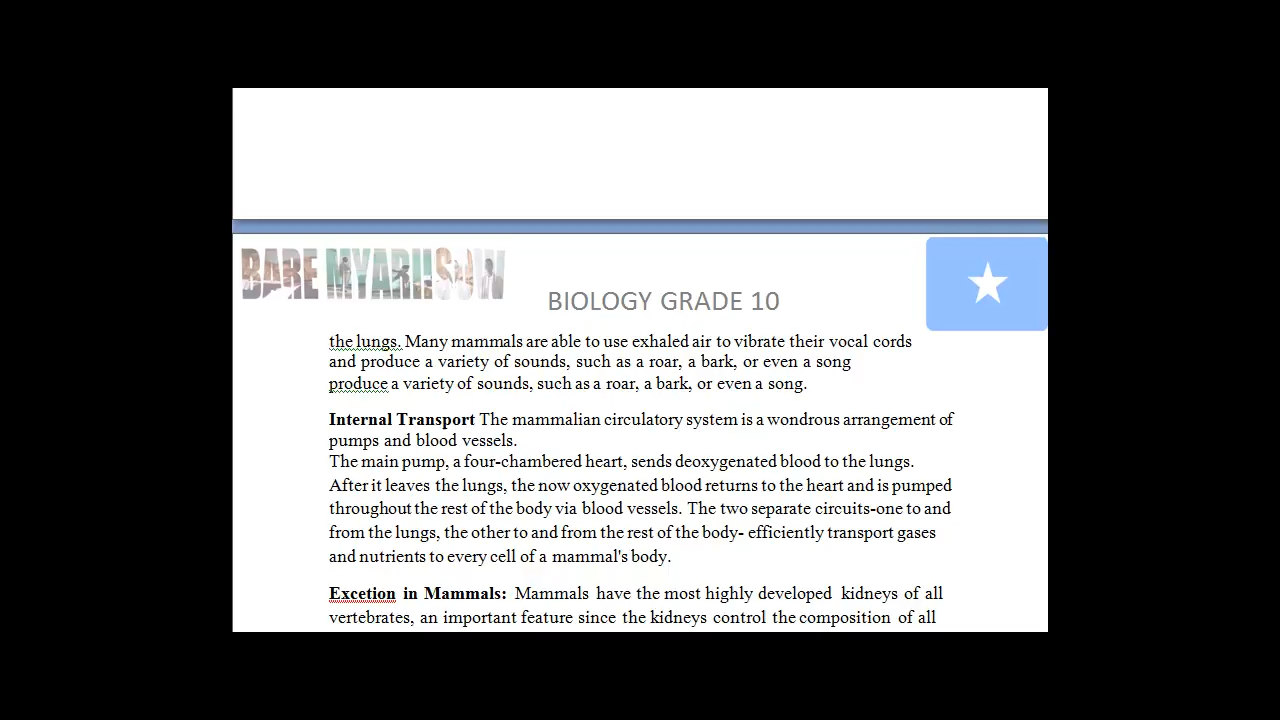 BARE MYARIISOW
BIOLOGY GRADE 10
the lungs. Many mammals are able to use exhaled air to vibrate their vocal cords
and produce a variety of sounds, such as a roar, a bark, or even a song
produce a variety of sounds, such as a roar, a bark, or even a song.
Internal Transport The mammalian circulatory system is a wondrous arrangement of
pumps and blood vessels.
The main pump, a four-chambered heart, sends deoxygenated blood to the lungs.
After it leaves the lungs, the now oxygenated blood returns to the heart and is pumped
throughout the rest of the body via blood vessels. The two separate circuits-one to and
from the lungs, the other to and from the rest of the body- efficiently transport gases
and nutrients to every cell of a mammal's body.
Excetion in Mammals: Mammals have the most highly developed kidneys of all
vertebrates, an important feature since the kidneys control the composition of all